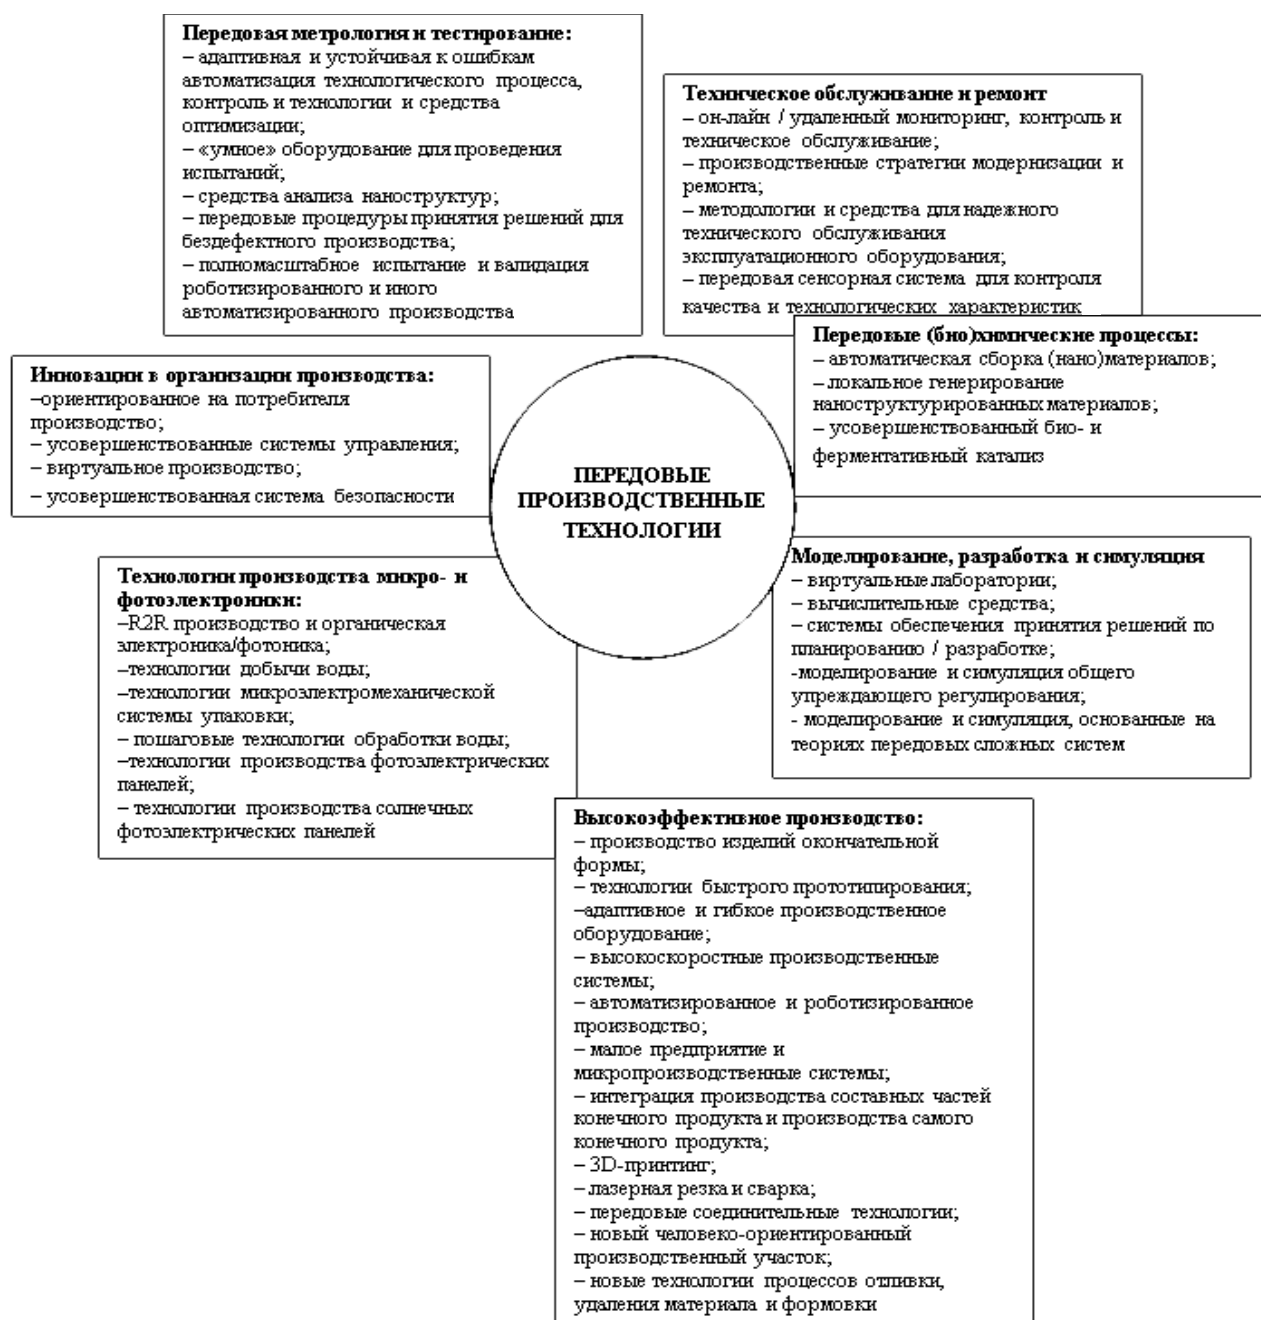 Передовая метрология и тестирование:
– адаптивная и устойчивая к ошибкам
автоматизация технологического процесса,
контроль и технологии и средства
оптимизации;
– «умное» оборудование для проведения
испытаний;
– средства анализа наноструктур;
– передовые процедуры принятия решений для
бездефектного производства;
– полномасштабное испытание и валидация
роботизированного и иного
автоматизированного производства
Техническое обслуживание и ремонт
– он-лайн / удаленный мониторинг, контроль и
техническое обслуживание;
– производственные стратегии модернизации и
ремонта;
– методологии и средства для надежного
технического обслуживания
эксплуатационного оборудования;
– передовая сенсорная система для контроля
качества и технологических характеристик
Передовые (био)химические процессы:
– автоматическая сборка (нано)материалов;
– локальное генерирование
наноструктурированных материалов;
– усовершенствованный био- и
ферментативный катализ
Инновации в организации производства:
–ориентированное на потребителя
производство;
– усовершенствованные системы управления;
– виртуальное производство;
– усовершенствованная система безопасности
ПЕРЕДОВЫЕ
ПРОИЗВОДСТВЕННЫЕ
ТЕХНОЛОГИИ
Технологии производства микро- и
фотоэлектроники:
–R2R производство и органическая
электроника/фотоника;
–технологии добычи воды;
–технологии микроэлектромеханической
системы упаковки;
– пошаговые технологии обработки воды;
–технологии производства фотоэлектрических
панелей;
– технологии производства солнечных
фотоэлектрических панелей
Моделирование, разработка и симуляция
– виртуальные лаборатории;
– вычислительные средства;
– системы обеспечения принятия решений по
планированию / разработке;
-моделирование и симуляция общего
упреждающего регулирования;
- моделирование и симуляция, основанные на
теориях передовых сложных систем
Высокоэффективное производство:
– производство изделий окончательной
формы;
– технологии быстрого прототипирования;
–адаптивное и гибкое производственное
оборудование;
– высокоскоростные производственные
системы;
– автоматизированное и роботизированное
производство;
– малое предприятие и
микропроизводственные системы;
– интеграция производства составных частей
конечного продукта и производства самого
конечного продукта;
– 3D-принтинг;
– лазерная резка и сварка;
– передовые соединительные технологии;
– новый человеко-ориентированный
производственный участок;
– новые технологии процессов отливки,
удаления материала и формовки